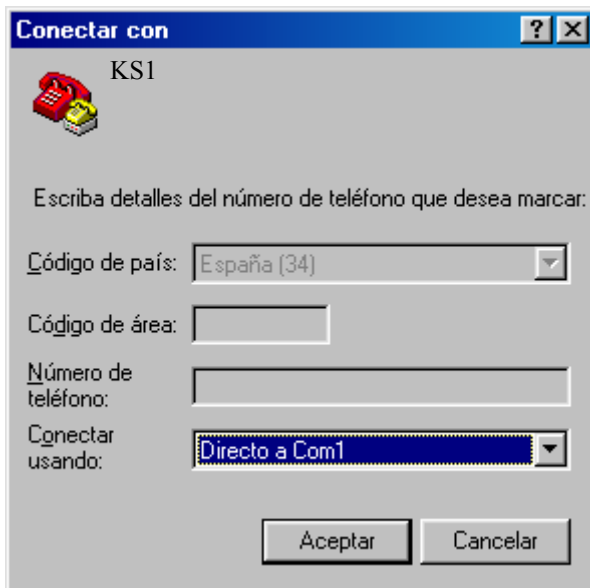 Conectar con
KS1
Escriba detalles del número de teléfono que desea marcar:
Código de país: España (34)
Código de área:
Número de
teléfono:
Conectar
usando: Directo a Com1
Aceptar Cancelar